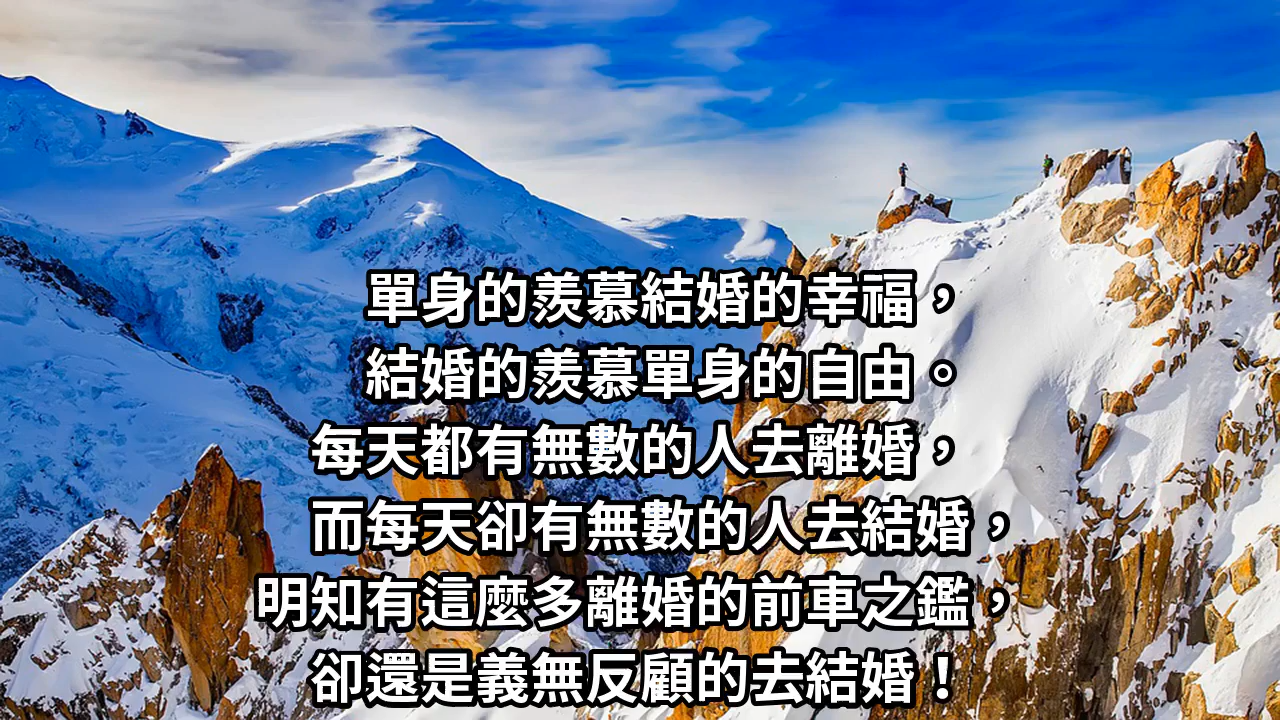 單身的羨慕結婚的幸福，
結婚的羨慕單身的自由。
每天都有無數的人去離婚，
而每天卻有無數的人去結婚，
明知有這麼多離婚的前車之鑑，
卻還是義無反顧的去結婚！